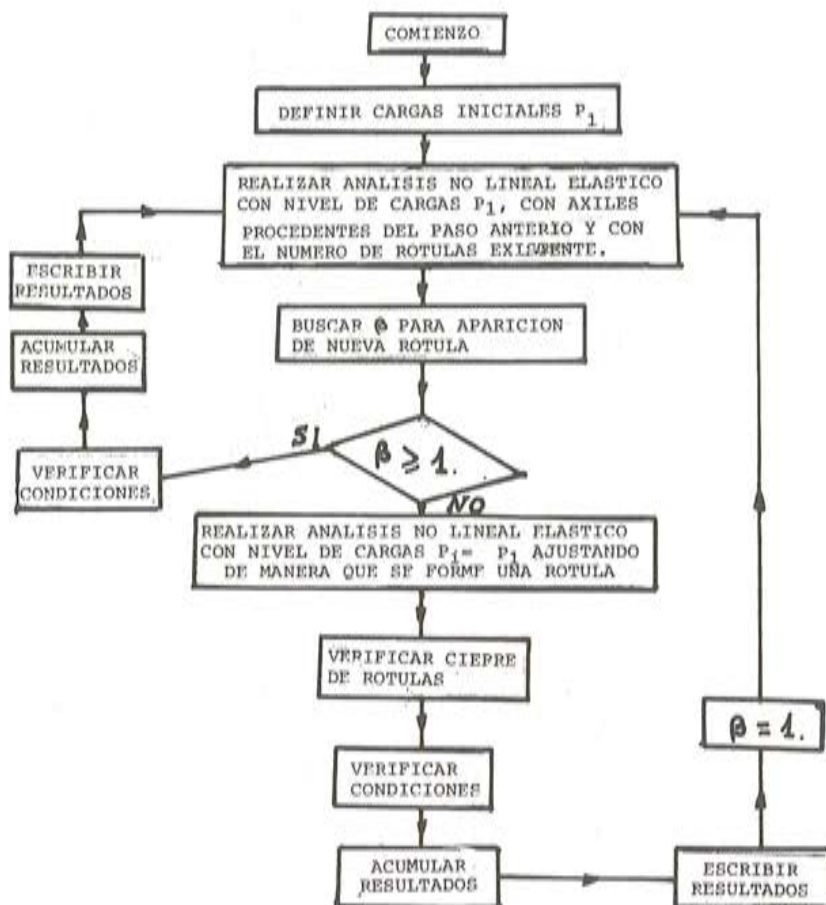 COMIENZO
DEFINIR CARGAS INICIALES P1
REALIZAR ANALISIS NO LINEAL ELASTICO
CON NIVEL DE CARGAS P1, CON AXILES
PROCEDENTES DEL PASO ANTERIO Y CON
EL NUMERO DE ROTULAS
BUSCAR β PARA APARICION
DE NUEVA ROTULA
β ≥ 1.
SI
NO
VERIFICAR
CONDICIONES
ACUMULAR
RESULTADOS
ESCRIBIR
RESULTADOS
REALIZAR ANALISIS NO LINEAL ELASTICO
CON NIVEL DE CARGAS Pi= P1 AJUSTANDO
DE MANERA QUE SE FORME UNA ROTULA
VERIFICAR CIEPRE
DE ROTULAS
VERIFICAR
CONDICIONES
ACUMULAR
RESULTADOS
ESCRIBIR
RESULTADOS
β = 1.